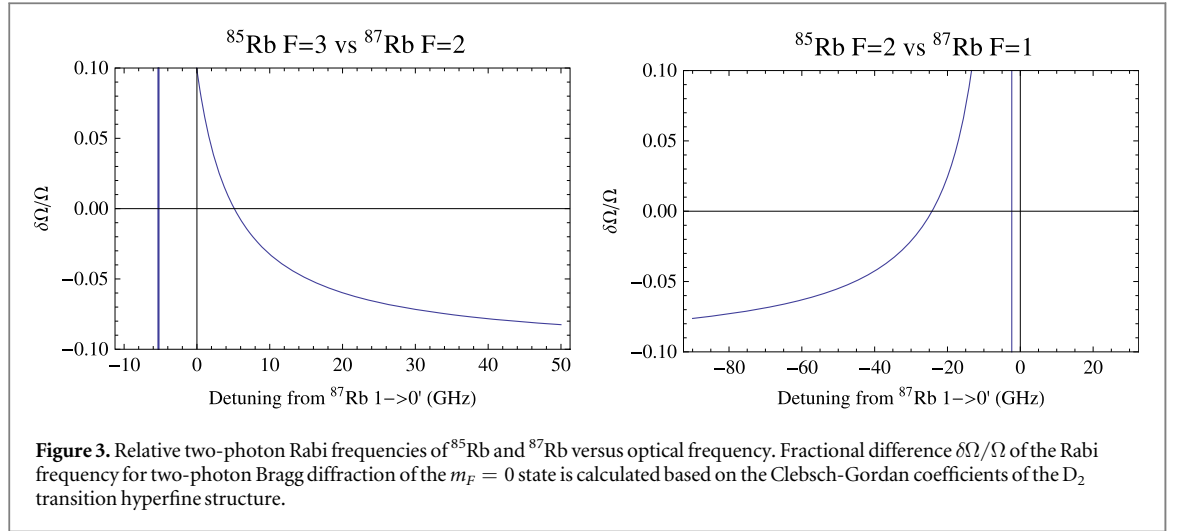 ⁸⁵Rb F=3 vs ⁸⁷Rb F=2
0.10
0.05
0.00
−0.05
−0.10
δΩ/Ω
−10 0 10 20 30 40 50
Detuning from ⁸⁷Rb 1->0' (GHz)
⁸⁵Rb F=2 vs ⁸⁷Rb F=1
0.10
0.05
0.00
−0.05
−0.10
δΩ/Ω
−80 −60 −40 −20 0 20
Detuning from ⁸⁷Rb 1->0' (GHz)
Figure 3. Relative two-photon Rabi frequencies of ⁸⁵Rb and ⁸⁷Rb versus optical frequency. Fractional difference δΩ/Ω of the Rabi
frequency for two-photon Bragg diffraction of the m_F = 0 state is calculated based on the Clebsch-Gordan coefficients of the D₂
transition hyperfine structure.